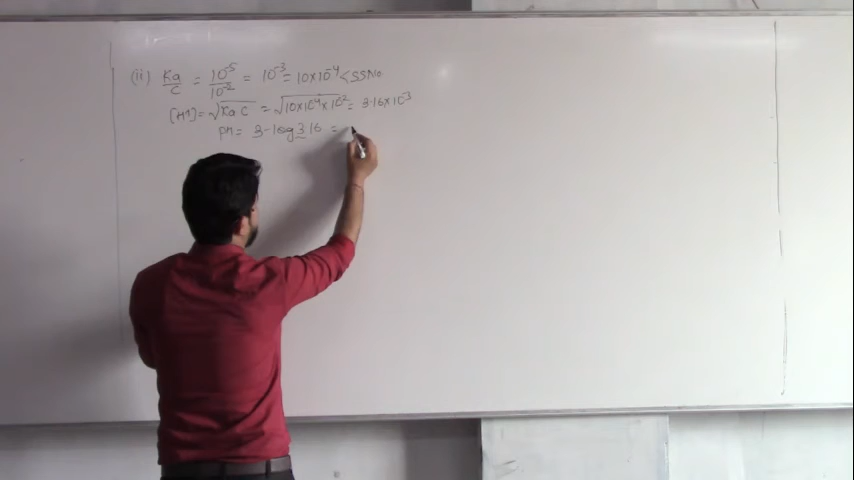 (ii) Ka/C = 10⁻⁵/10⁻² = 10⁻³ = 10×10⁻⁴ <
[H⁺] = √Ka C = √10×10⁻⁴×10⁻² = 3.16×10⁻³
pH = 3-log 3.16 =